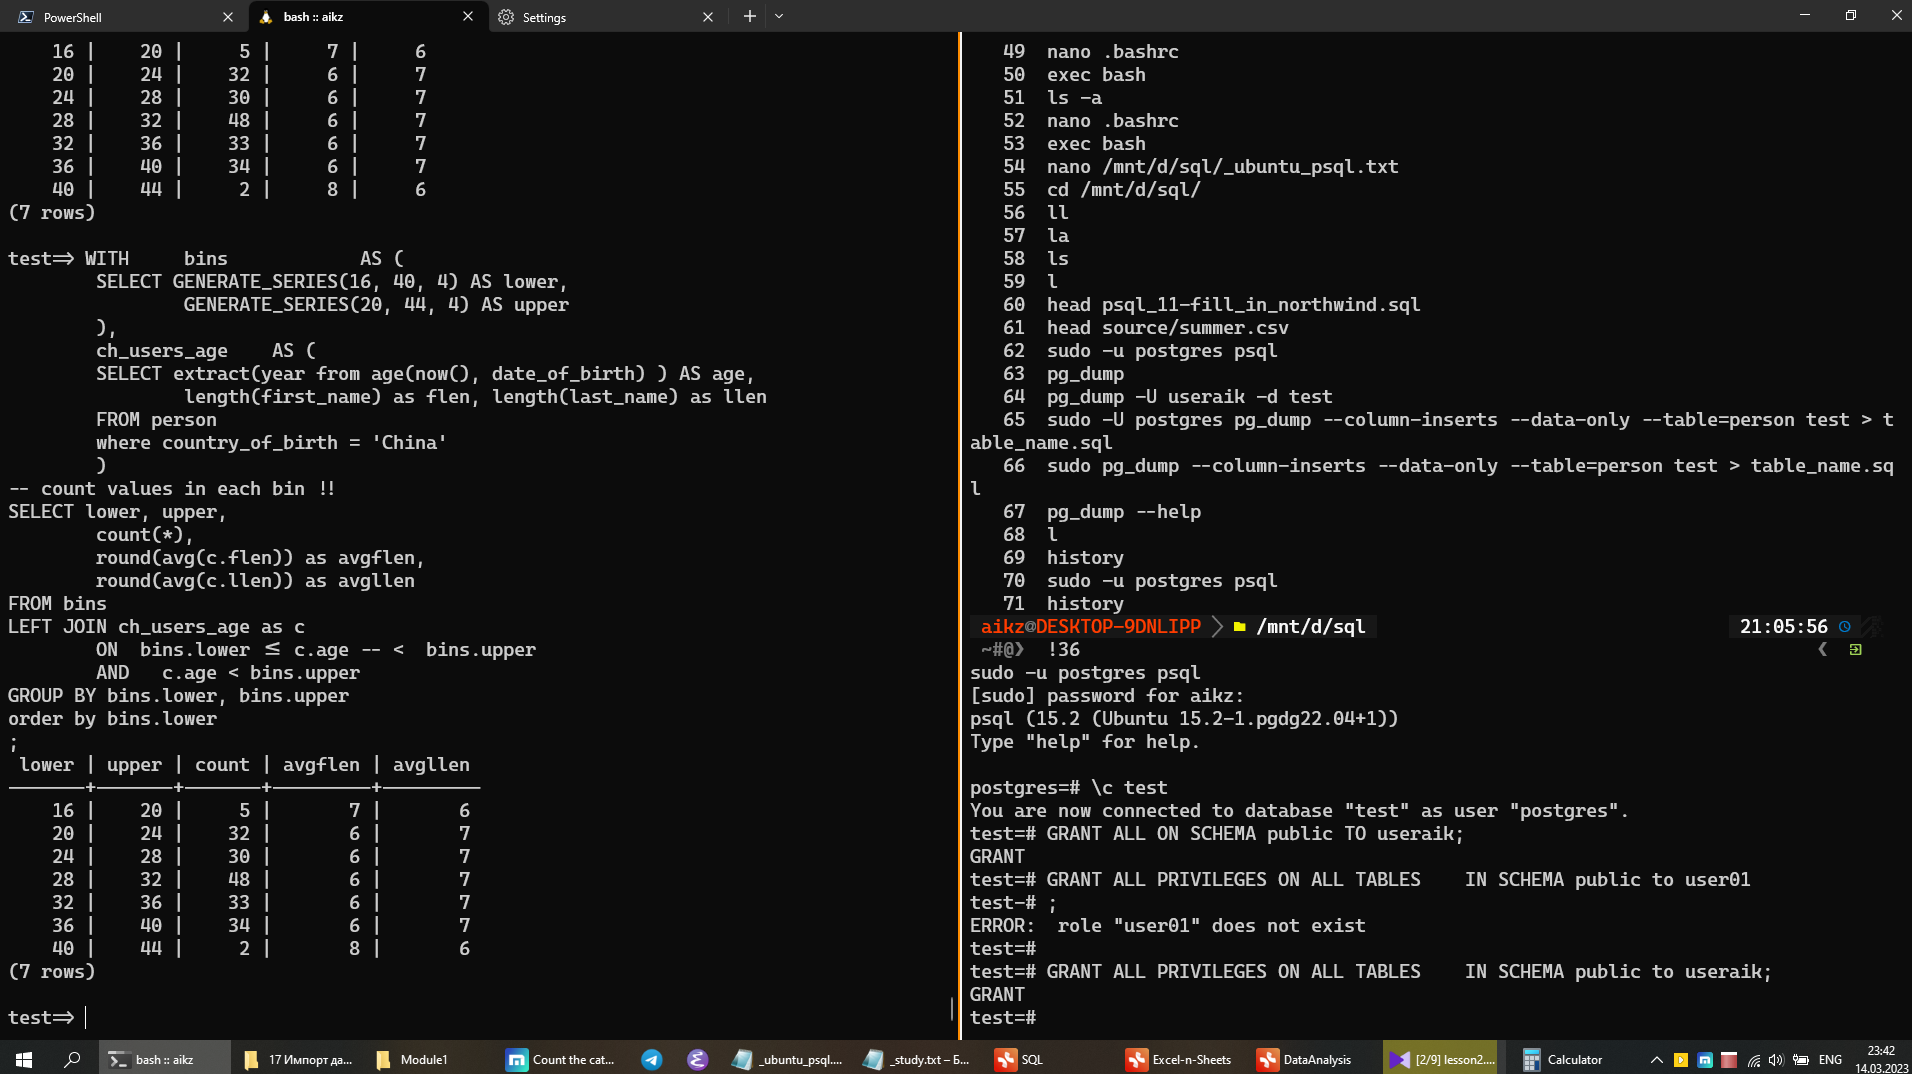 PowerShell
bash :: aikz
Settings
16 | 20 | 5 | 7 | 6
20 | 24 | 32 | 6 | 7
24 | 28 | 30 | 6 | 7
28 | 32 | 48 | 6 | 7
32 | 36 | 33 | 6 | 7
36 | 40 | 34 | 6 | 7
40 | 44 | 2 | 8 | 6
(7 rows)
test=> WITH bins AS (
SELECT GENERATE_SERIES(16, 40, 4) AS lower,
GENERATE_SERIES(20, 44, 4) AS upper
),
ch_users_age AS (
SELECT extract(year from age(now(), date_of_birth) ) AS age,
length(first_name) as flen, length(last_name) as llen
FROM person
where country_of_birth = 'China'
)
-- count values in each bin !!
SELECT lower, upper,
count(*),
round(avg(c.flen)) as avgflen,
round(avg(c.llen)) as avgllen
FROM bins
LEFT JOIN ch_users_age as c
ON bins.lower <= c.age -- < bins.upper
AND c.age < bins.upper
GROUP BY bins.lower, bins.upper
order by bins.lower
;
lower | upper | count | avgflen | avgllen
-------+-------+-------+---------+---------
16 | 20 | 5 | 7 | 6
20 | 24 | 32 | 6 | 7
24 | 28 | 30 | 6 | 7
28 | 32 | 48 | 6 | 7
32 | 36 | 33 | 6 | 7
36 | 40 | 34 | 6 | 7
40 | 44 | 2 | 8 | 6
(7 rows)
test=>
49 nano .bashrc
50 exec bash
51 ls -a
52 nano .bashrc
53 exec bash
54 nano /mnt/d/sql/_ubuntu_psql.txt
55 cd /mnt/d/sql/
56 ll
57 la
58 ls
59 l
60 head psql_11-fill_in_northwind.sql
61 head source/summer.csv
62 sudo -u postgres psql
63 pg_dump
64 pg_dump -U useraik -d test
65 sudo -U postgres pg_dump --column-inserts --data-only --table=person test > t
able_name.sql
66 sudo pg_dump --column-inserts --data-only --table=person test > table_name.sq
l
67 pg_dump --help
68 l
69 history
70 sudo -u postgres psql
71 history
aikz@DESKTOP-9DNLIPP /mnt/d/sql 21:05:56
~#@❯ !36
sudo -u postgres psql
[sudo] password for aikz:
psql (15.2 (Ubuntu 15.2-1.pgdg22.04+1))
Type "help" for help.
postgres=# \c test
You are now connected to database "test" as user "postgres".
test=# GRANT ALL ON SCHEMA public TO useraik;
GRANT
test=# GRANT ALL PRIVILEGES ON ALL TABLES IN SCHEMA public to user01
test-# ;
ERROR: role "user01" does not exist
test=#
test=# GRANT ALL PRIVILEGES ON ALL TABLES IN SCHEMA public to useraik;
GRANT
test=#
bash :: aikz
17 Импорт да...
Module1
Count the cat...
_ubuntu_psql....
_study.txt – Б...
SQL
Excel-n-Sheets
DataAnalysis
[2/9] lesson2....
Calculator
ENG
23:42
14.03.2023